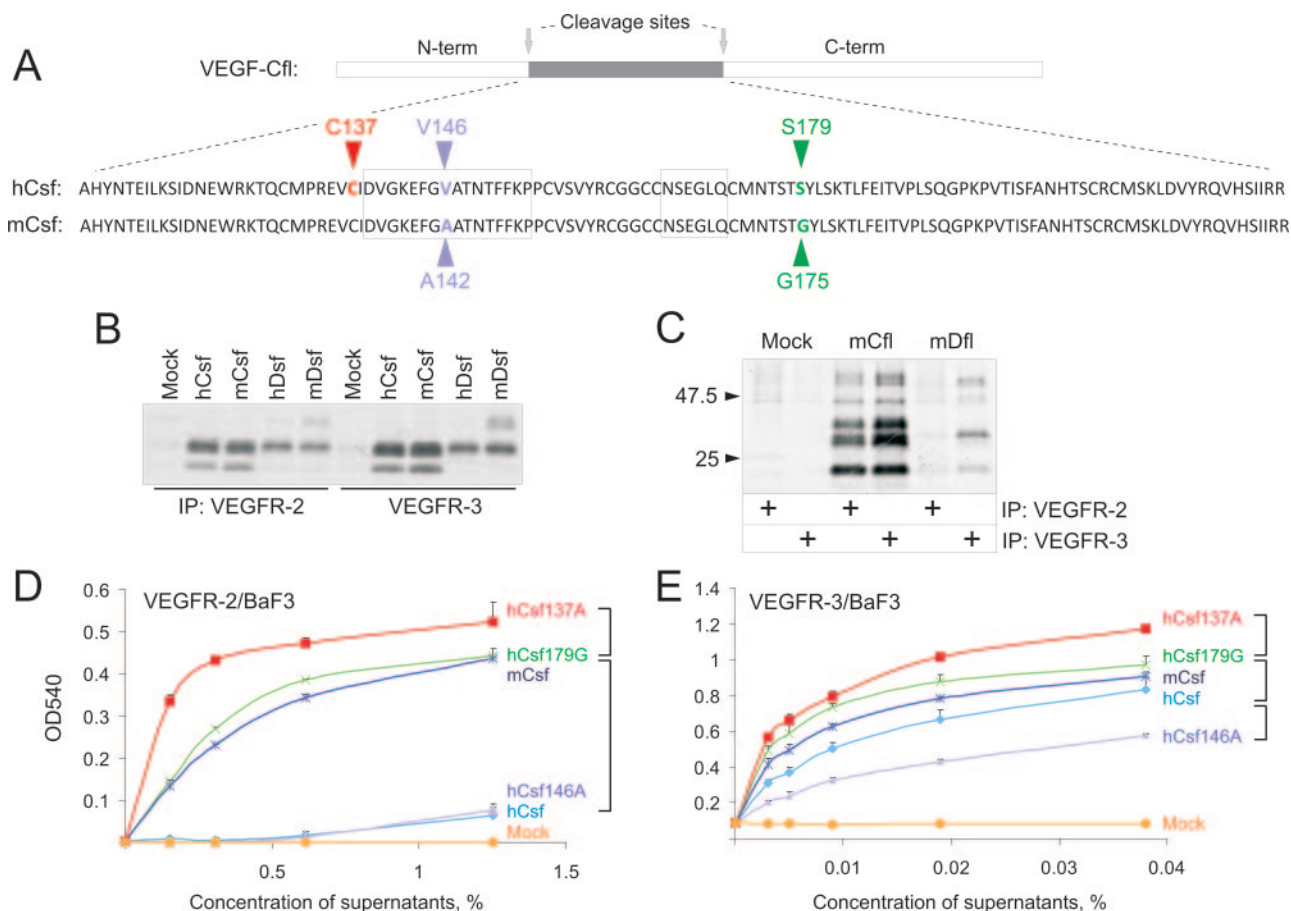 A
Cleavage sites
N-term
C-term
VEGF-Cfl:
C137
V146
S179
hCsf: AHYNTEILKSIDNEWRKTQCMPREVCIDVGKEFGVATNTFFKPPCVSVYRCGGCCNSEGLQCMNTSTSYLSKTLFEITVPLSQGPKPVTISFANHTSCRCMSKLDVYRQVHSIIRR
mCsf: AHYNTEILKSIDNEWRKTQCMPREVCIDVGKEFGAATNTFFKPPCVSVYRCGGCCNSEGLQCMNTSTGYLSKTLFEITVPLSQGPKPVTISFANHTSCRCMSKLDVYRQVHSIIRR
A142
G175
B
Mock hCsf mCsf hDsf mDsf Mock hCsf mCsf hDsf mDsf
IP: VEGFR-2 VEGFR-3
C
Mock mCfl mDfl
47.5
25
+ + + IP: VEGFR-2
+ + + IP: VEGFR-3
D
VEGFR-2/BaF3
OD540
0.6
0.5
0.4
0.3
0.2
0.1
0.5 1 1.5
Concentration of supernatants, %
hCsf137A
hCsf179G
mCsf
hCsf146A
hCsf
Mock
E
VEGFR-3/BaF3
1.4
1.2
1
0.8
0.6
0.4
0.2
0.01 0.02 0.03 0.04
Concentration of supernatants, %
hCsf137A
hCsf179G
mCsf
hCsf
hCsf146A
Mock